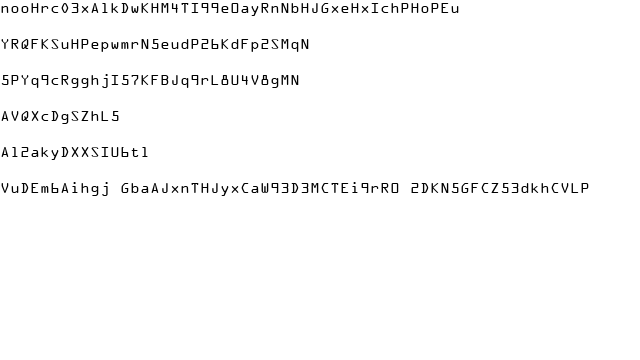 nooHrc03xAlkDwKHM4TI99eOayRnNbHJGxeHxIchPHoPEu
YRQFKSuHPepwmrN5eudP26KdFp2SMqN
5PYq9cRgghjI57KFBJq9rL8U4V8gMN
AVQXcDgSZhL5
Al2akyDXXSIU6tl
VuDEm6Aihgj GbaAJxnTHJyxCaW93D3MCTEi9rRO 2DKN5GFCZ53dkhCVLP